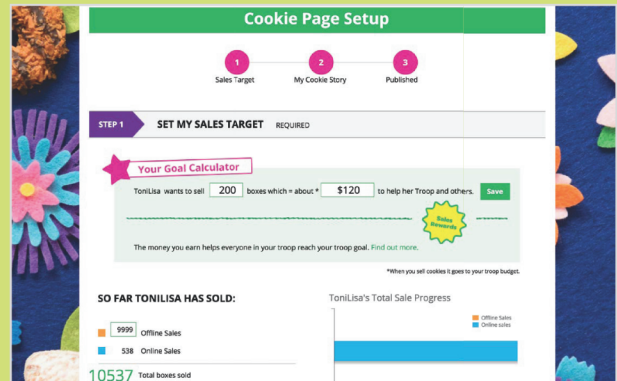 Cookie Page Setup
1 2 3
Sales Target My Cookie Story Published
STEP 1 SET MY SALES TARGET REQUIRED
Your Goal Calculator
ToniLisa wants to sell 200 boxes which = about * $120 to help her Troop and others. Save
Sales
Rewards
The money you earn helps everyone in your troop reach your troop goal. Find out more.
*When you sell cookies it goes to your troop budget.
SO FAR TONILISA HAS SOLD:
9999 Offline Sales
538 Online Sales
10537 Total boxes sold
ToniLisa's Total Sale Progress
Offline Sales
Online sales